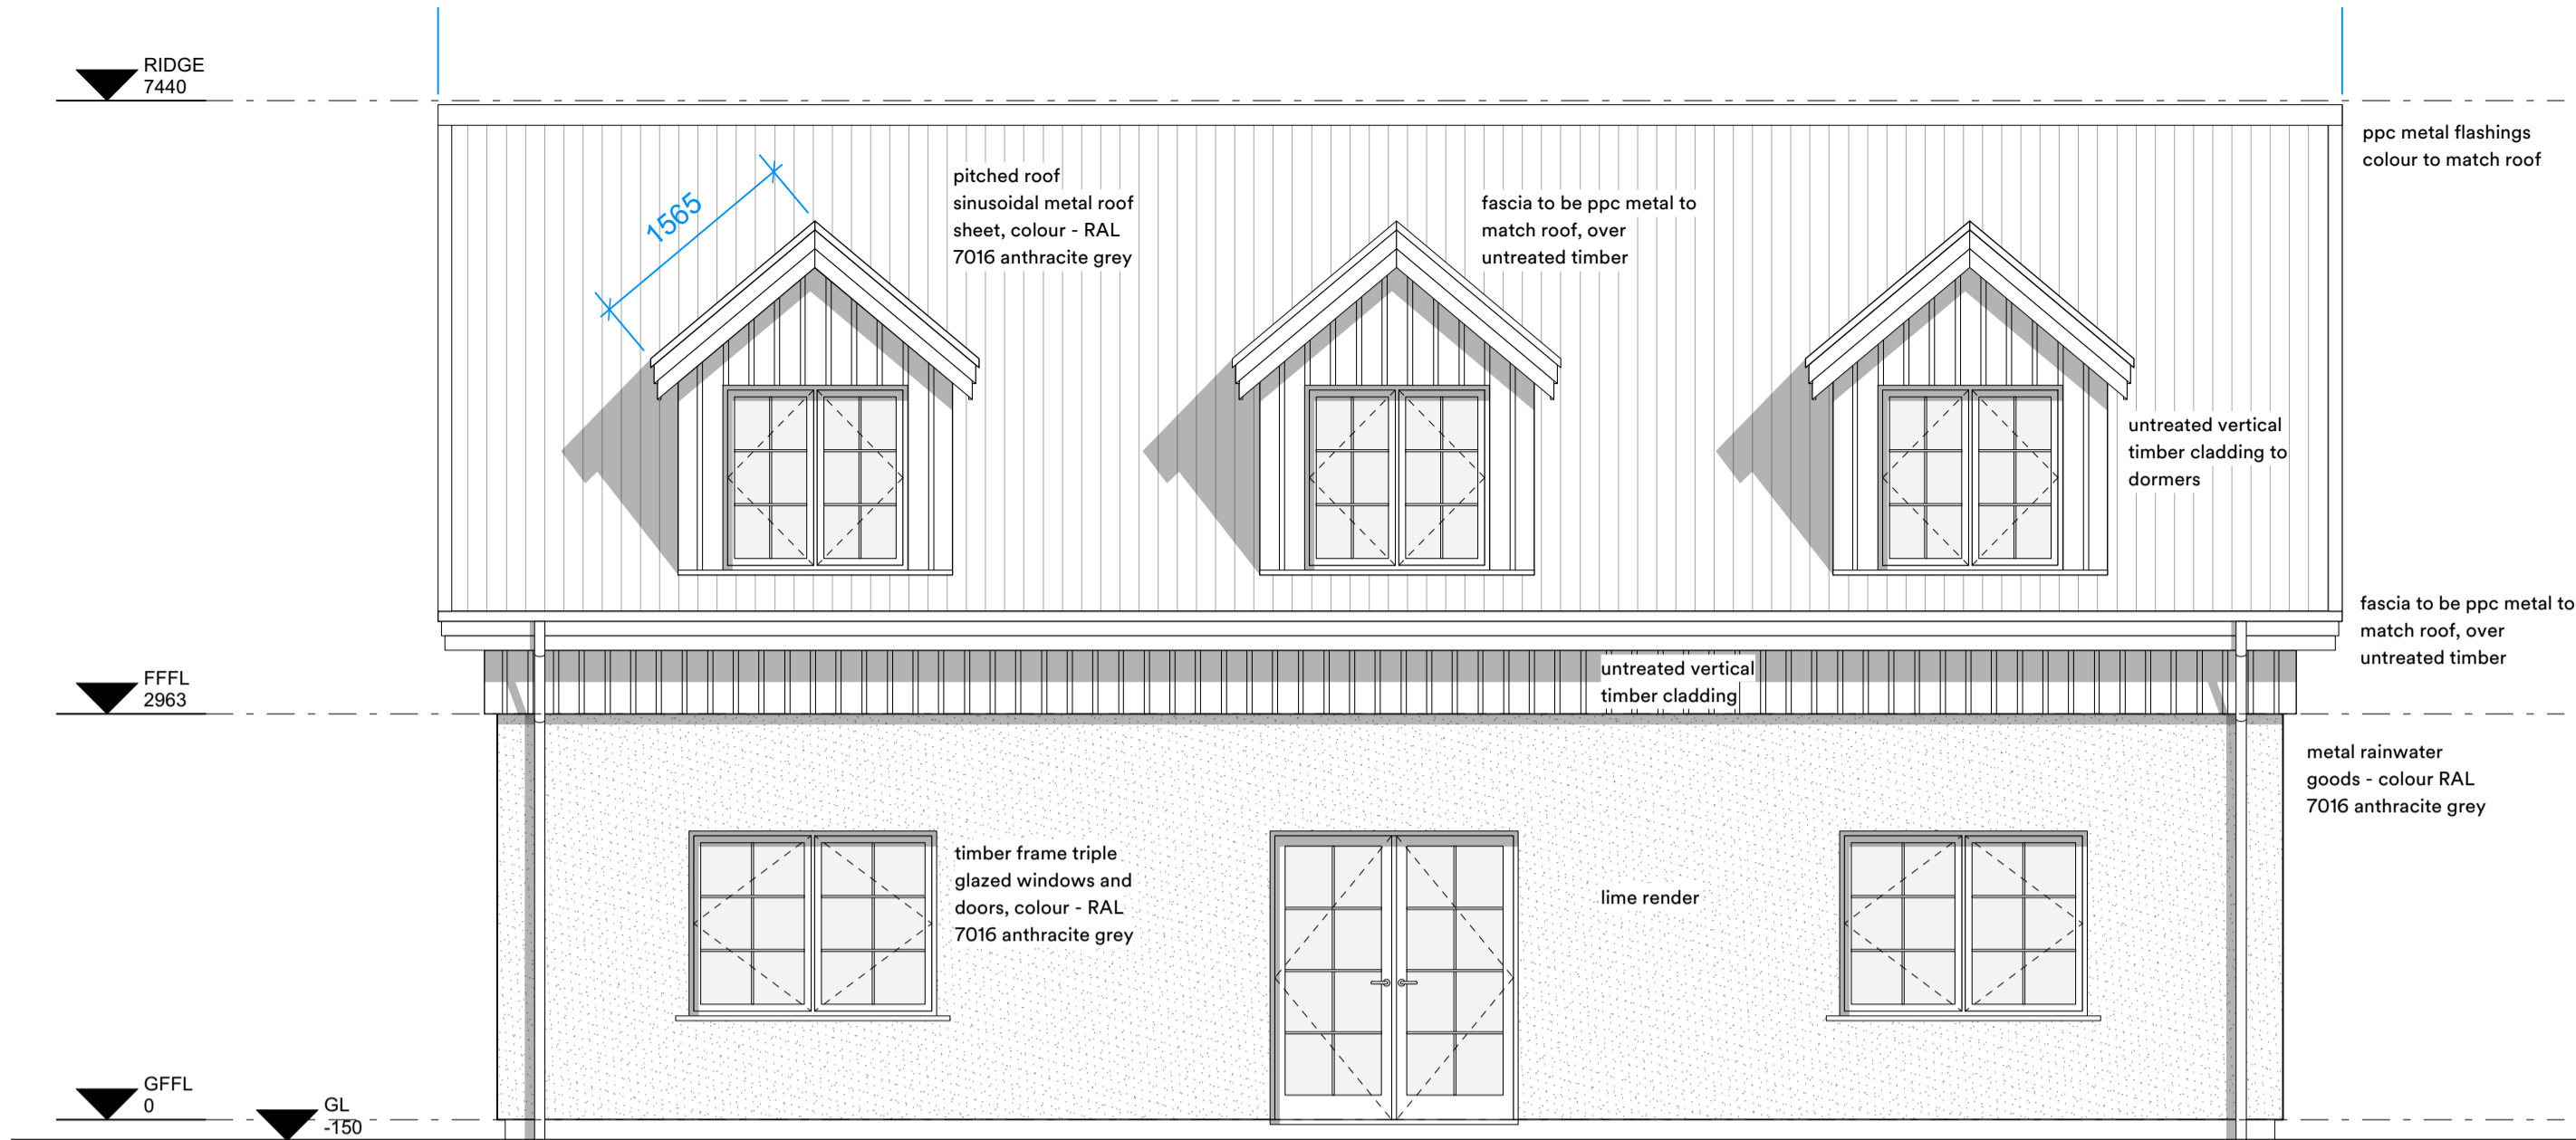 RIDGE
7440
ppc metal flashings
colour to match roof
pitched roof
sinusoidal metal roof
sheet, colour - RAL
7016 anthracite grey
1565
fascia to be ppc metal to
match roof, over
untreated timber
untreated vertical
timber cladding to
dormers
fascia to be ppc metal to
match roof, over
untreated timber
FFFL
2963
untreated vertical
timber cladding
metal rainwater
goods - colour RAL
7016 anthracite grey
timber frame triple
glazed windows and
doors, colour - RAL
7016 anthracite grey
lime render
GFFL
0
GL
-150